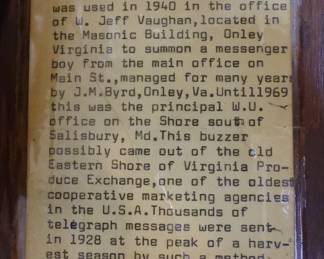 was used in 1940 in the office
of W. Jeff Vaughan,located in
the Masonic Building, Onley
Virginia to summon a messenger
boy from the main office on
Main St.,managed for many years
by J.M.Byrd,Onley,Va.Untill1969
this was the principal W.U.
office on the Shore south of
Salisbury, Md.This buzzer
possibly came out of the old
Eastern Shore of Virginia Pro-
duce Exchange,one of the oldest
cooperative marketing agencies
in the U.S.A.Thousands of
telegraph messages were sent
in 1928 at the peak of a harv-
est season by such a method